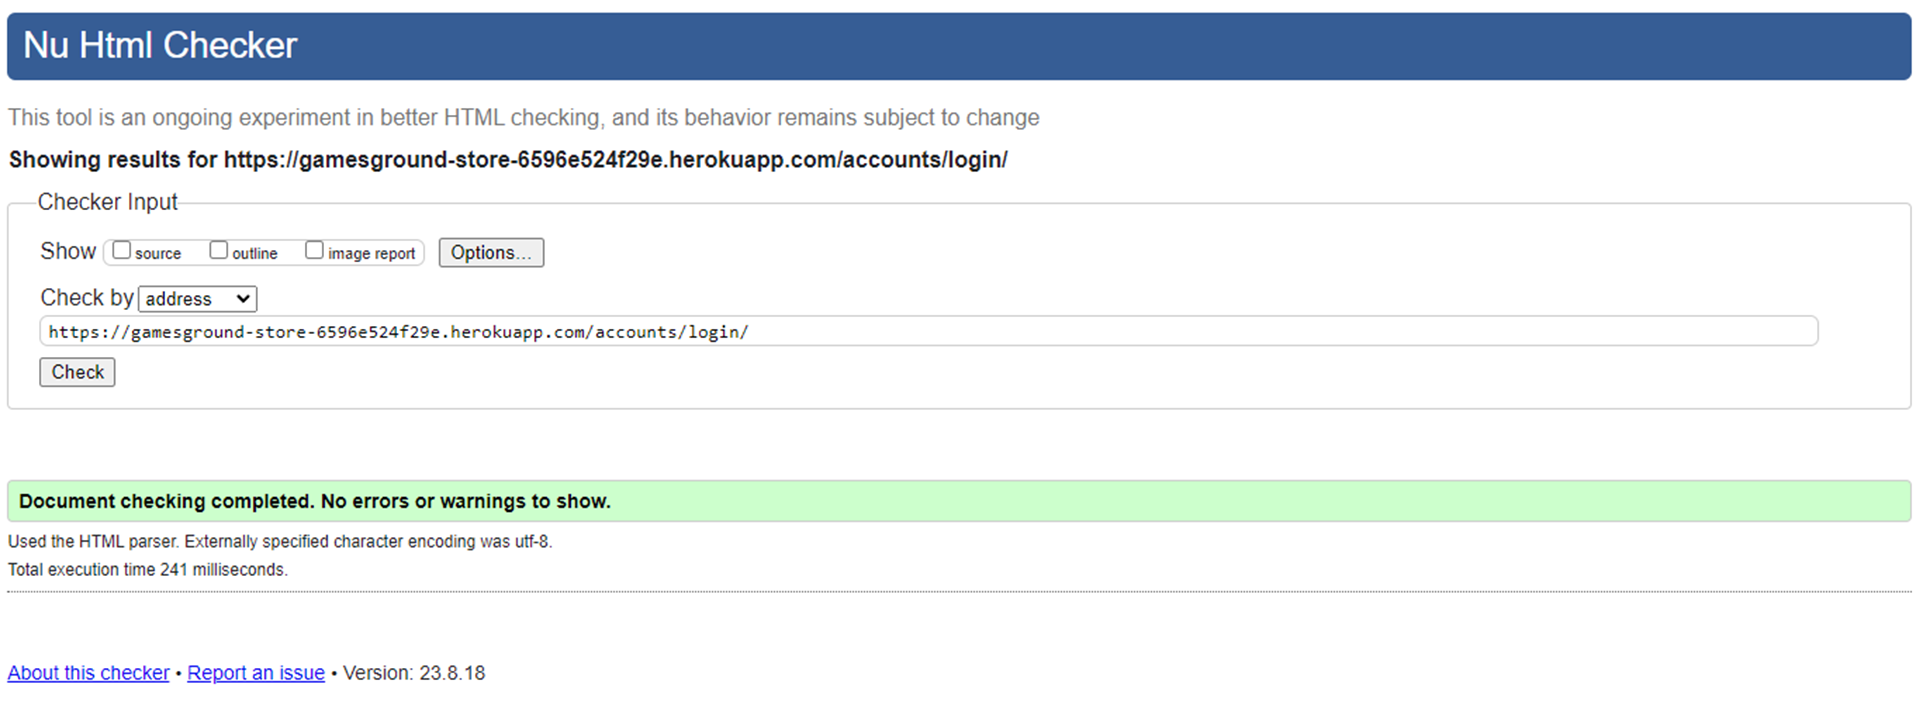 Nu Html Checker
This tool is an ongoing experiment in better HTML checking, and its behavior remains subject to change
Showing results for https://gamesground-store-6596e524f29e.herokuapp.com/accounts/login/
Checker Input
Show source outline image report Options...
Check by address
https://gamesground-store-6596e524f29e.herokuapp.com/accounts/login/
Check
Document checking completed. No errors or warnings to show.
Used the HTML parser. Externally specified character encoding was utf-8.
Total execution time 241 milliseconds.
About this checker • Report an issue • Version: 23.8.18